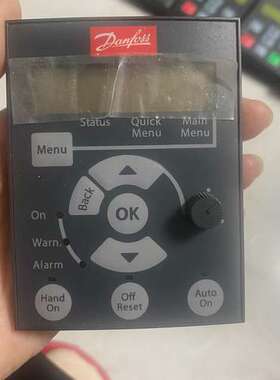 Danfoss
Status Quick Menu Main Menu
Menu
Back
OK
On
Warn.
Alarm
Hand On
Off Reset
Auto On